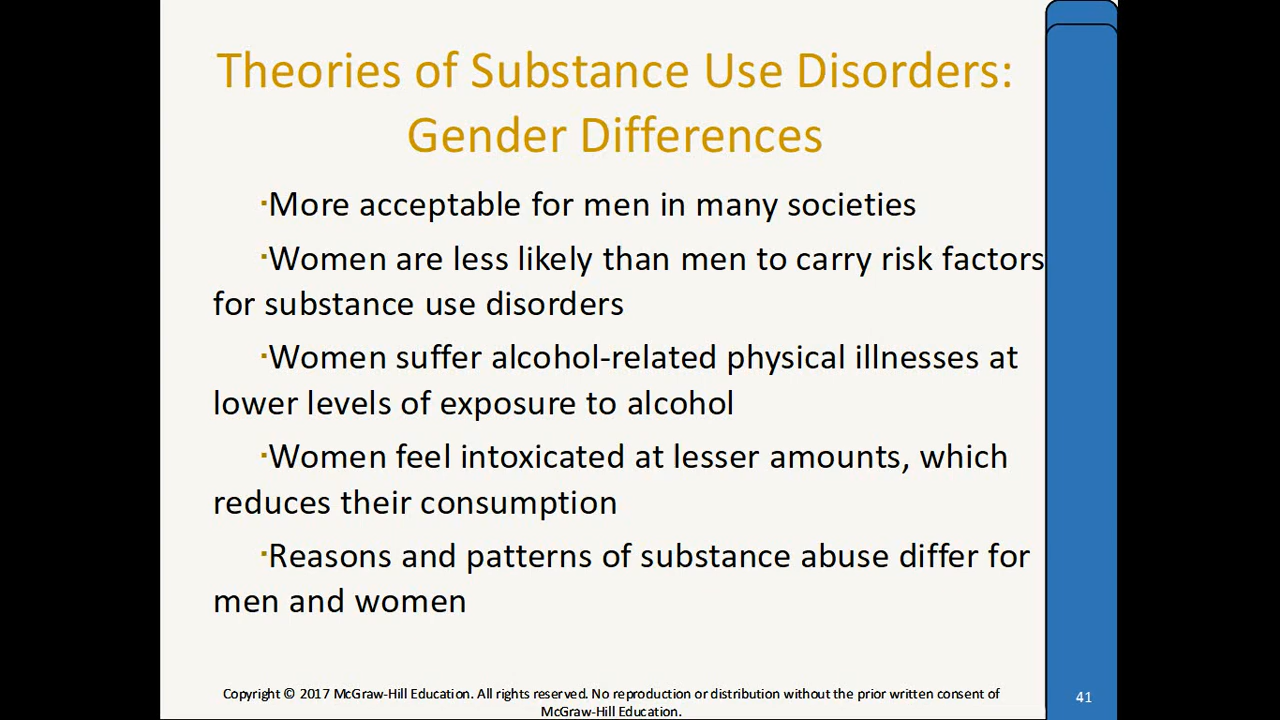 Theories of Substance Use Disorders:
Gender Differences
▪More acceptable for men in many societies
▪Women are less likely than men to carry risk factors
for substance use disorders
▪Women suffer alcohol-related physical illnesses at
lower levels of exposure to alcohol
▪Women feel intoxicated at lesser amounts, which
reduces their consumption
▪Reasons and patterns of substance abuse differ for
men and women
Copyright © 2017 McGraw-Hill Education. All rights reserved. No reproduction or distribution without the prior written consent of
McGraw-Hill Education.
41